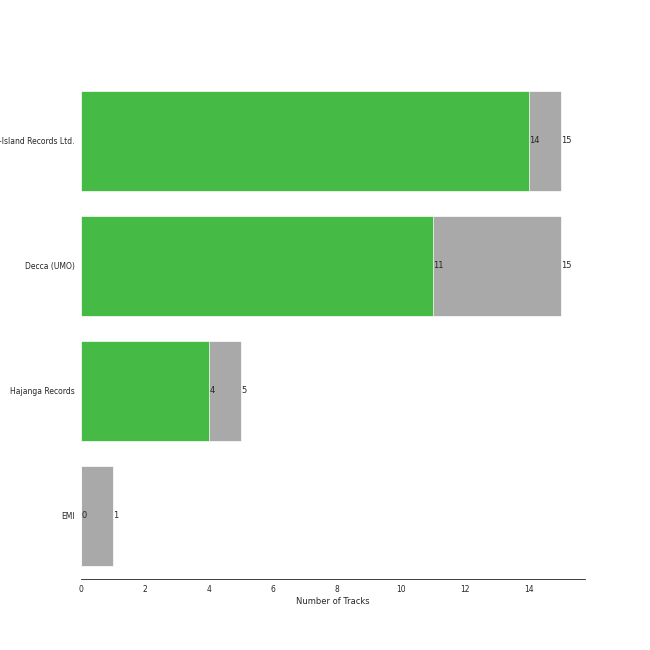 -Island Records Ltd.
14
15
Decca (UMO)
11
15
Hajanga Records
4
5
EMI
0
1
0 2 4 6 8 10 12 14
Number of Tracks